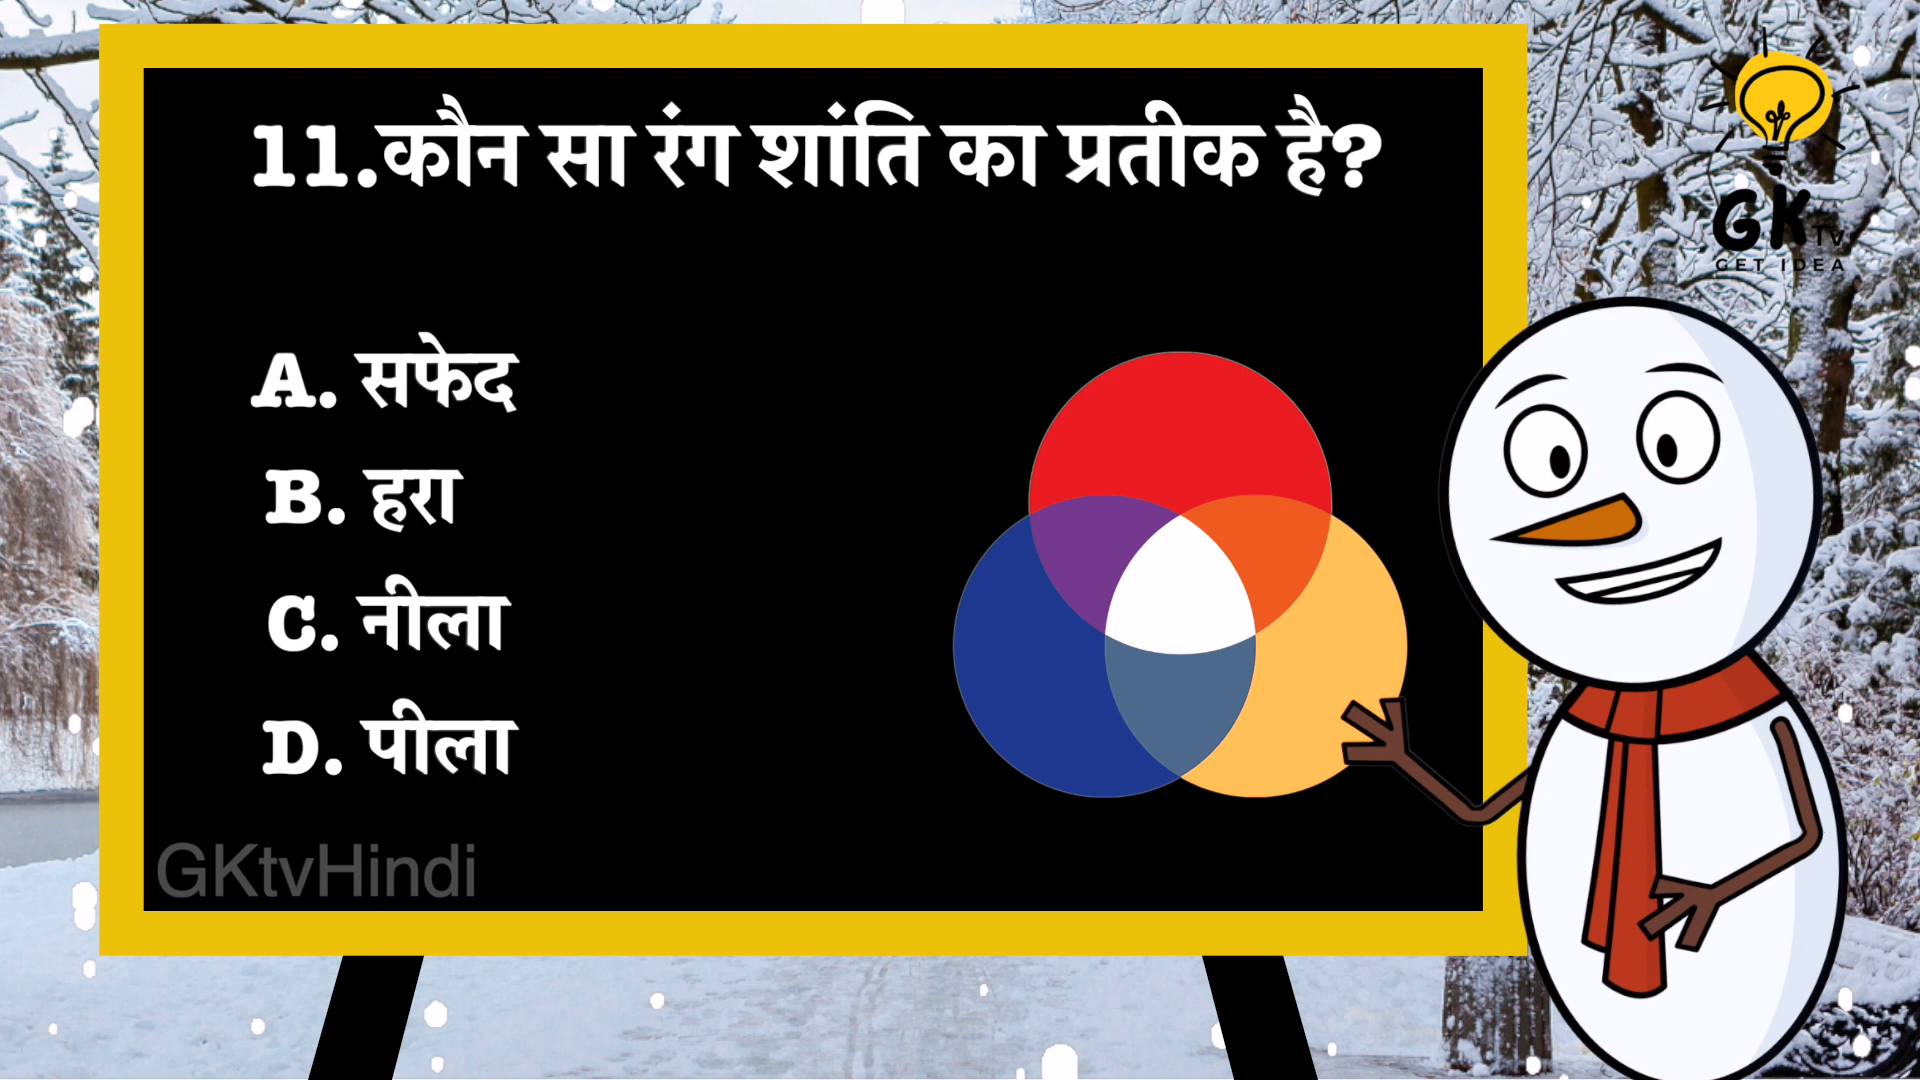 11.कौन सा रंग शांति का प्रतीक है?
A. सफेद
B. हरा
C. नीला
D. पीला
GKtvHindi
GK TV
GET IDEA